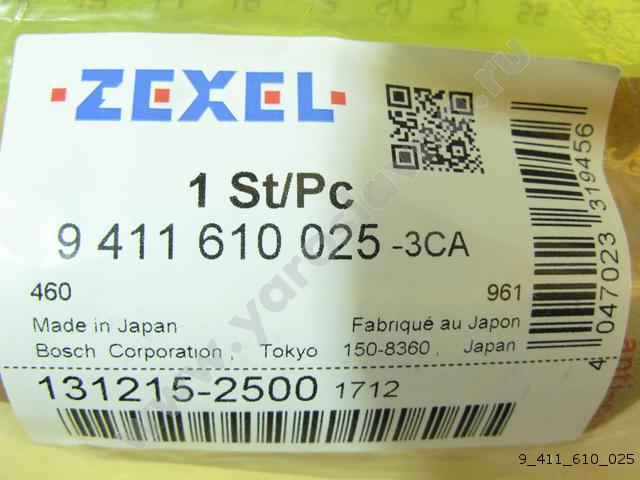 ZEXEL
1 St/Pc
9 411 610 025 -3CA
460
961
Made in Japan
Fabriqué au Japon
Bosch Corporation, Tokyo 150-8360, Japan
131215-2500 1712
4 047023 319456
9_411_610_025